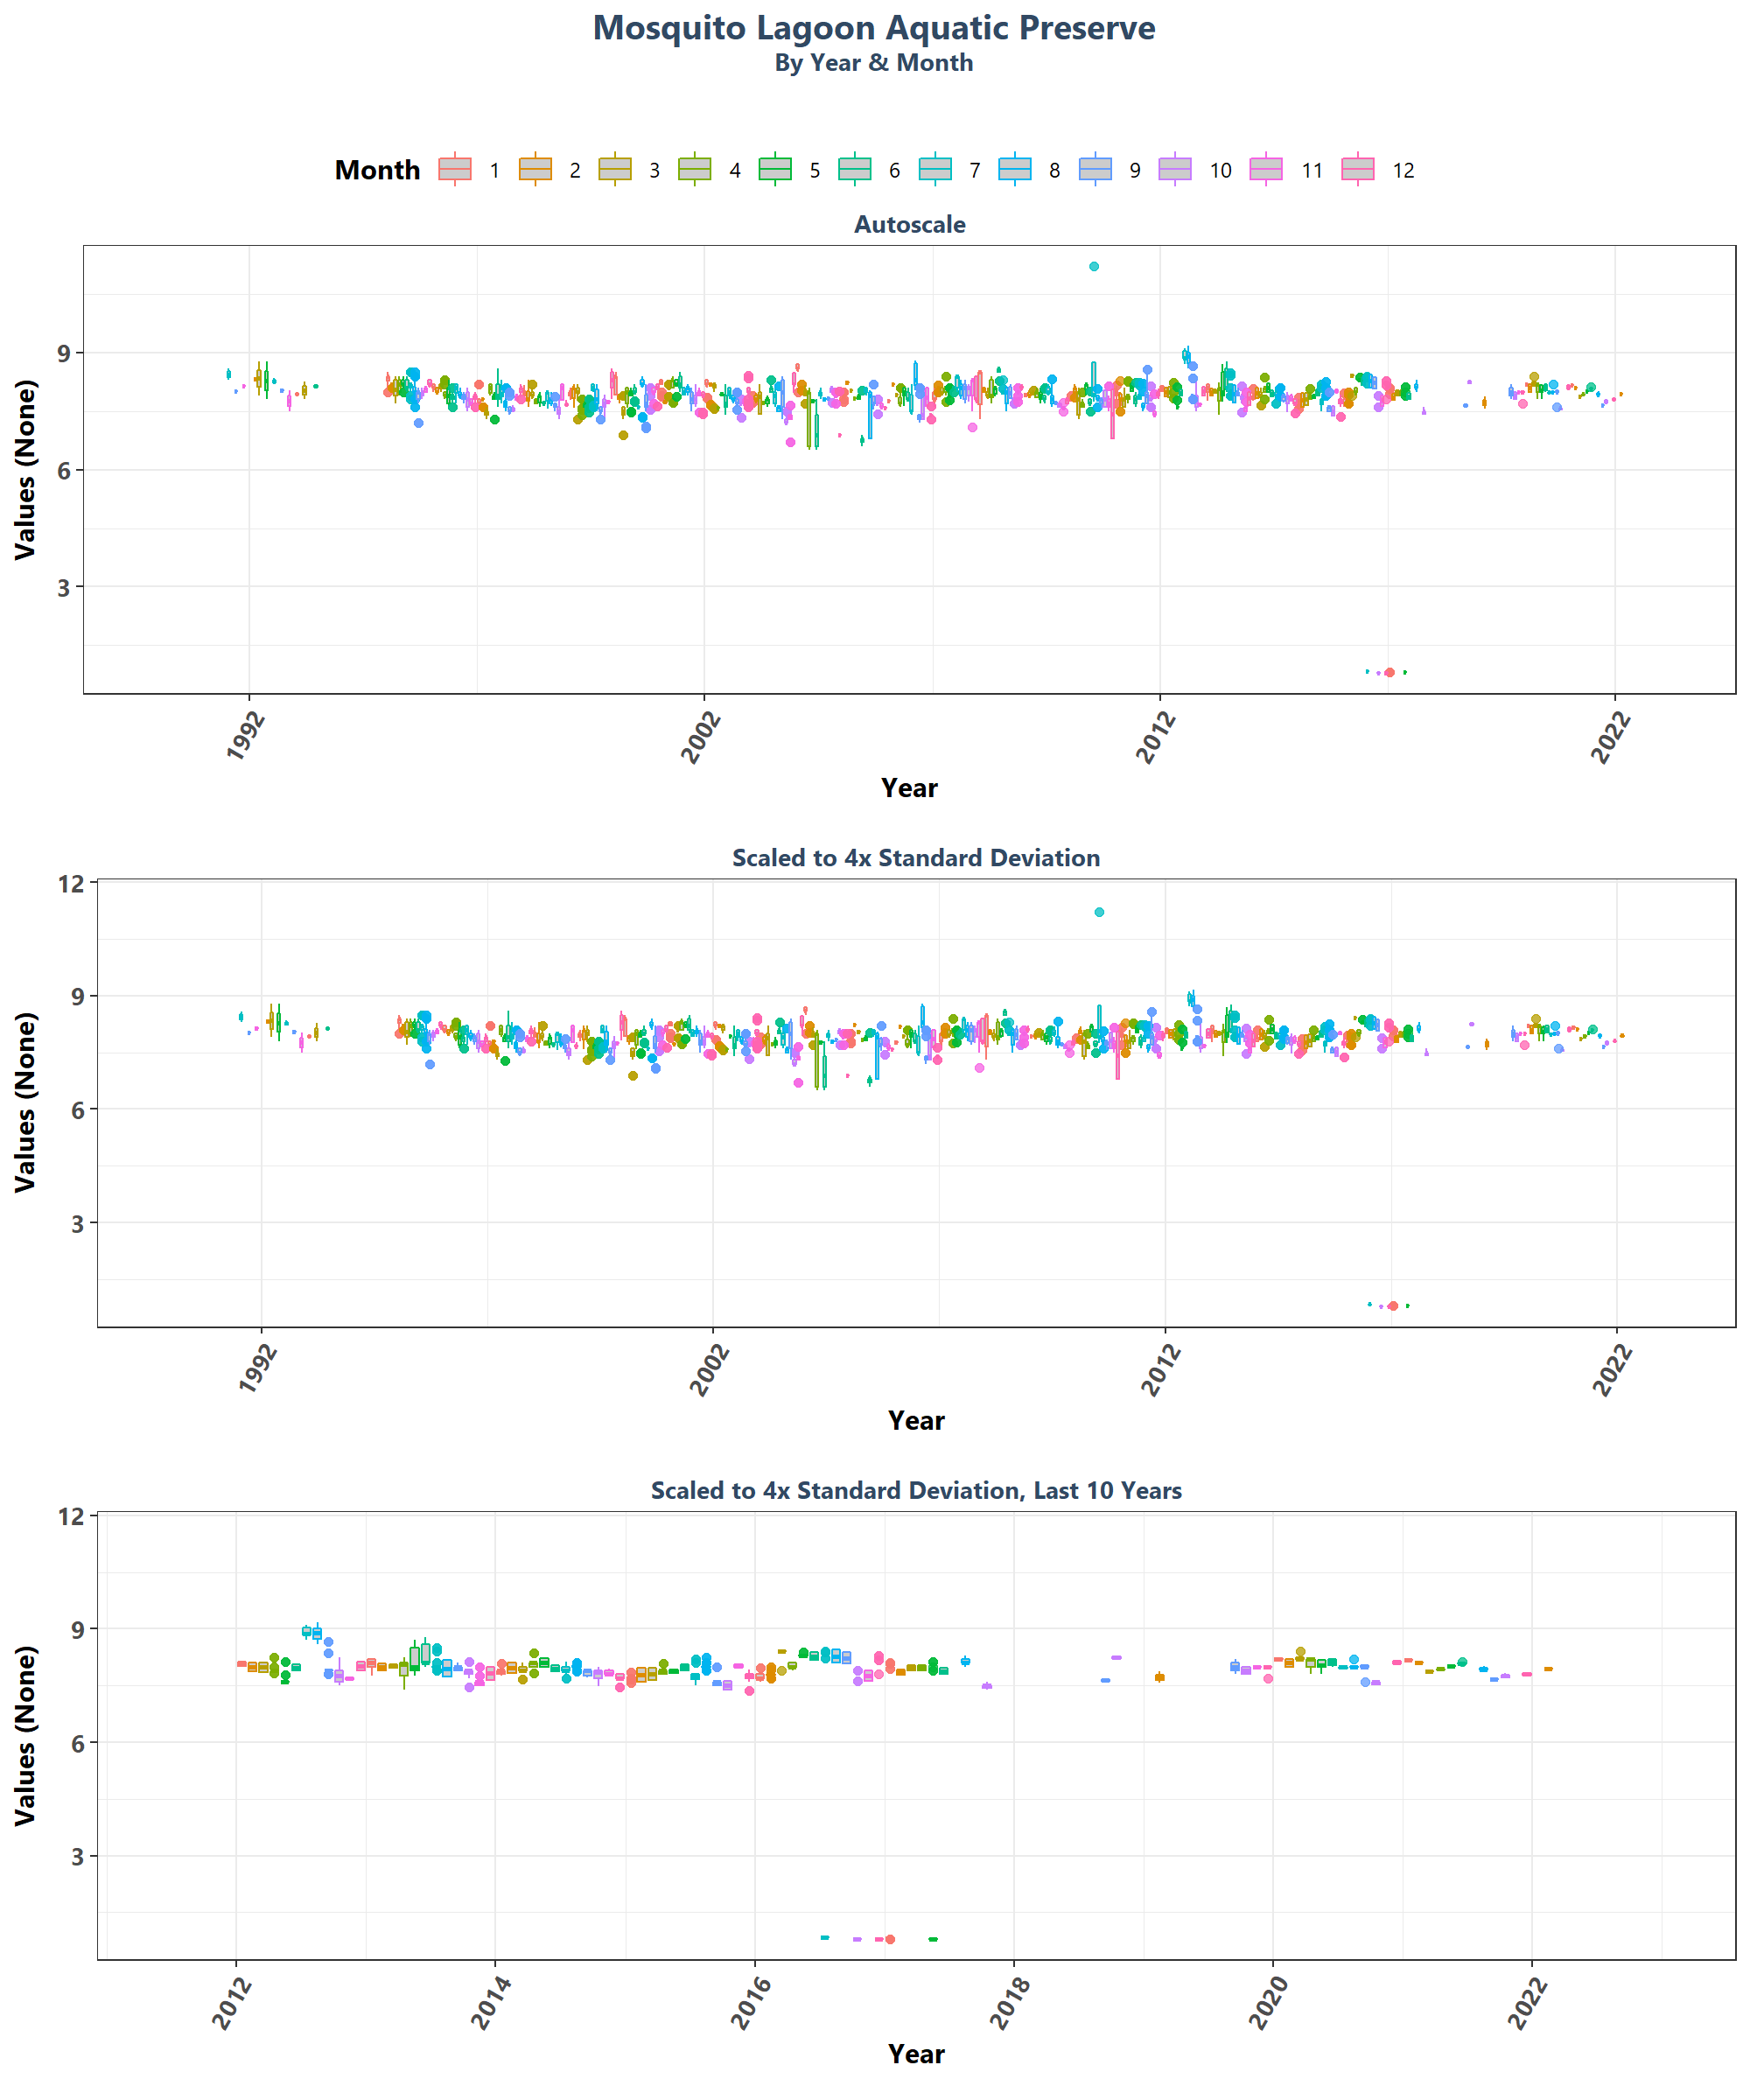 Mosquito Lagoon Aquatic Preserve
By Year & Month
Month 1 2 3 4 5 6 7 8 9 10 11 12
Autoscale
Values (None)
9
6
3
1992 2002 2012 2022
Year
Scaled to 4x Standard Deviation
Values (None)
12
9
6
3
1992 2002 2012 2022
Year
Scaled to 4x Standard Deviation, Last 10 Years
Values (None)
12
9
6
3
2012 2014 2016 2018 2020 2022
Year